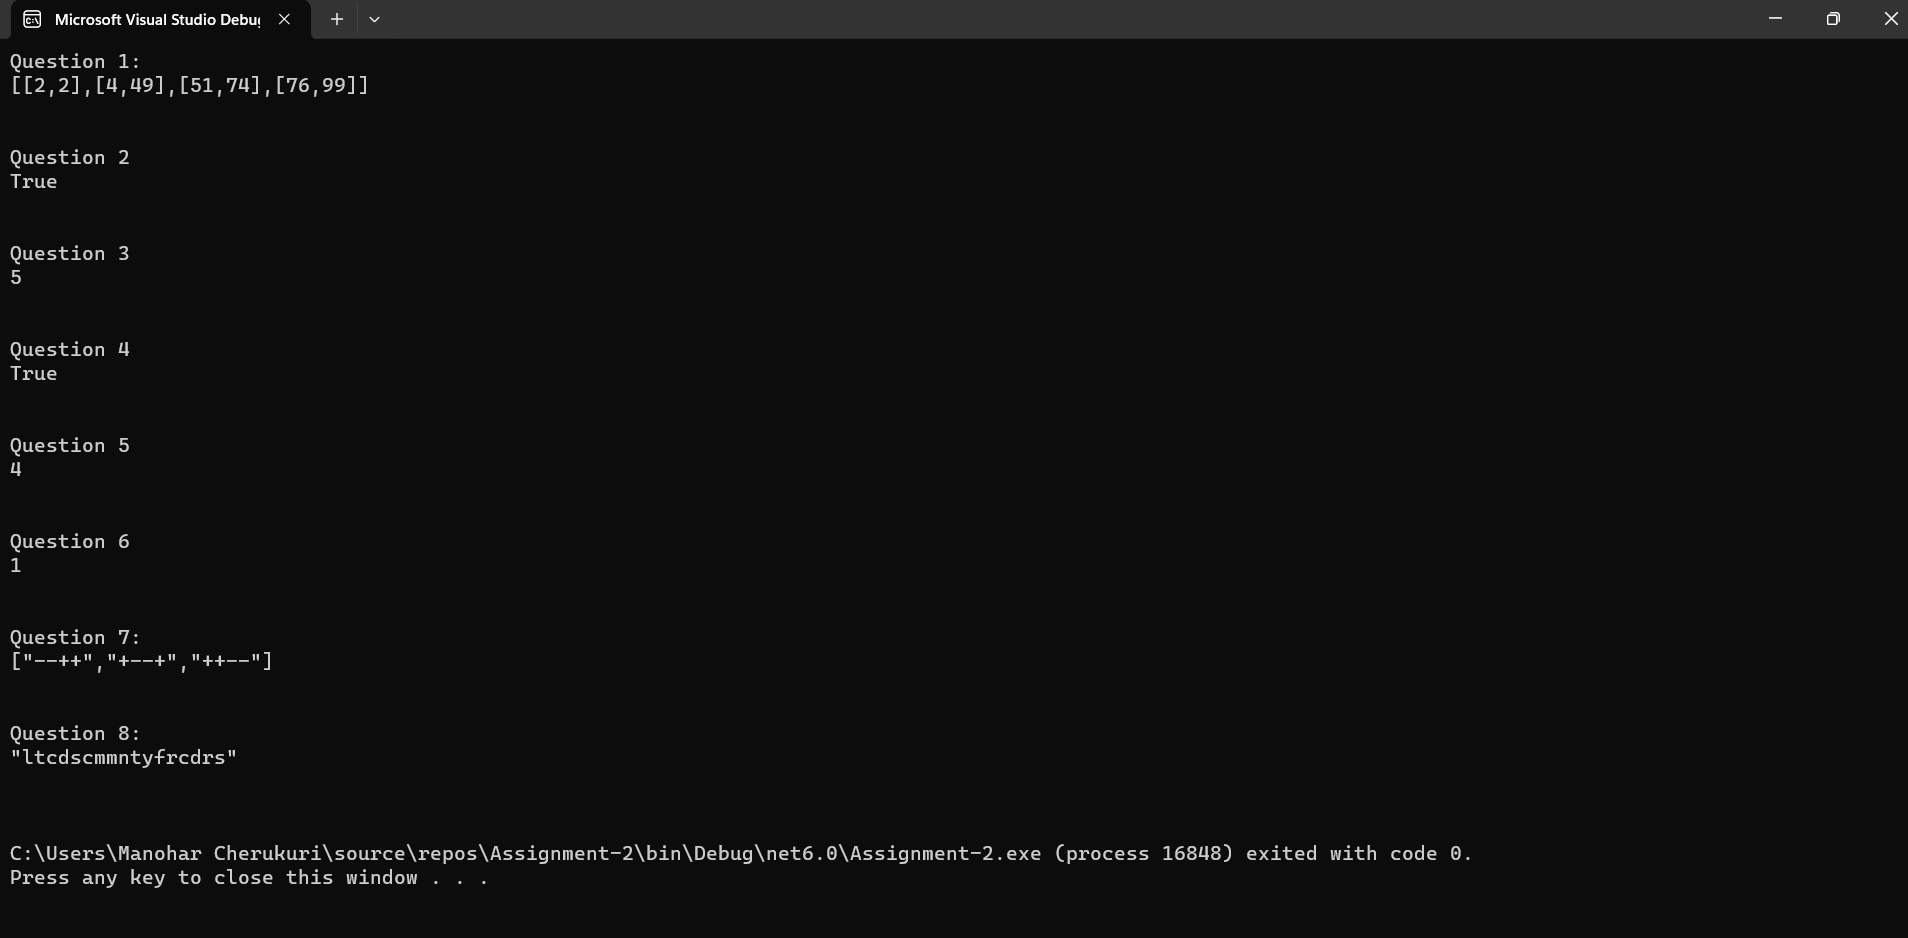 Microsoft Visual Studio Debug
Question 1:
[[2,2],[4,49],[51,74],[76,99]]
Question 2
True
Question 3
5
Question 4
True
Question 5
4
Question 6
1
Question 7:
["--++","+--+","++--"]
Question 8:
"ltcdscmmntyfrcdrs"
C:\Users\Manohar Cherukuri\source\repos\Assignment-2\bin\Debug\net6.0\Assignment-2.exe (process 16848) exited with code 0.
Press any key to close this window . . .